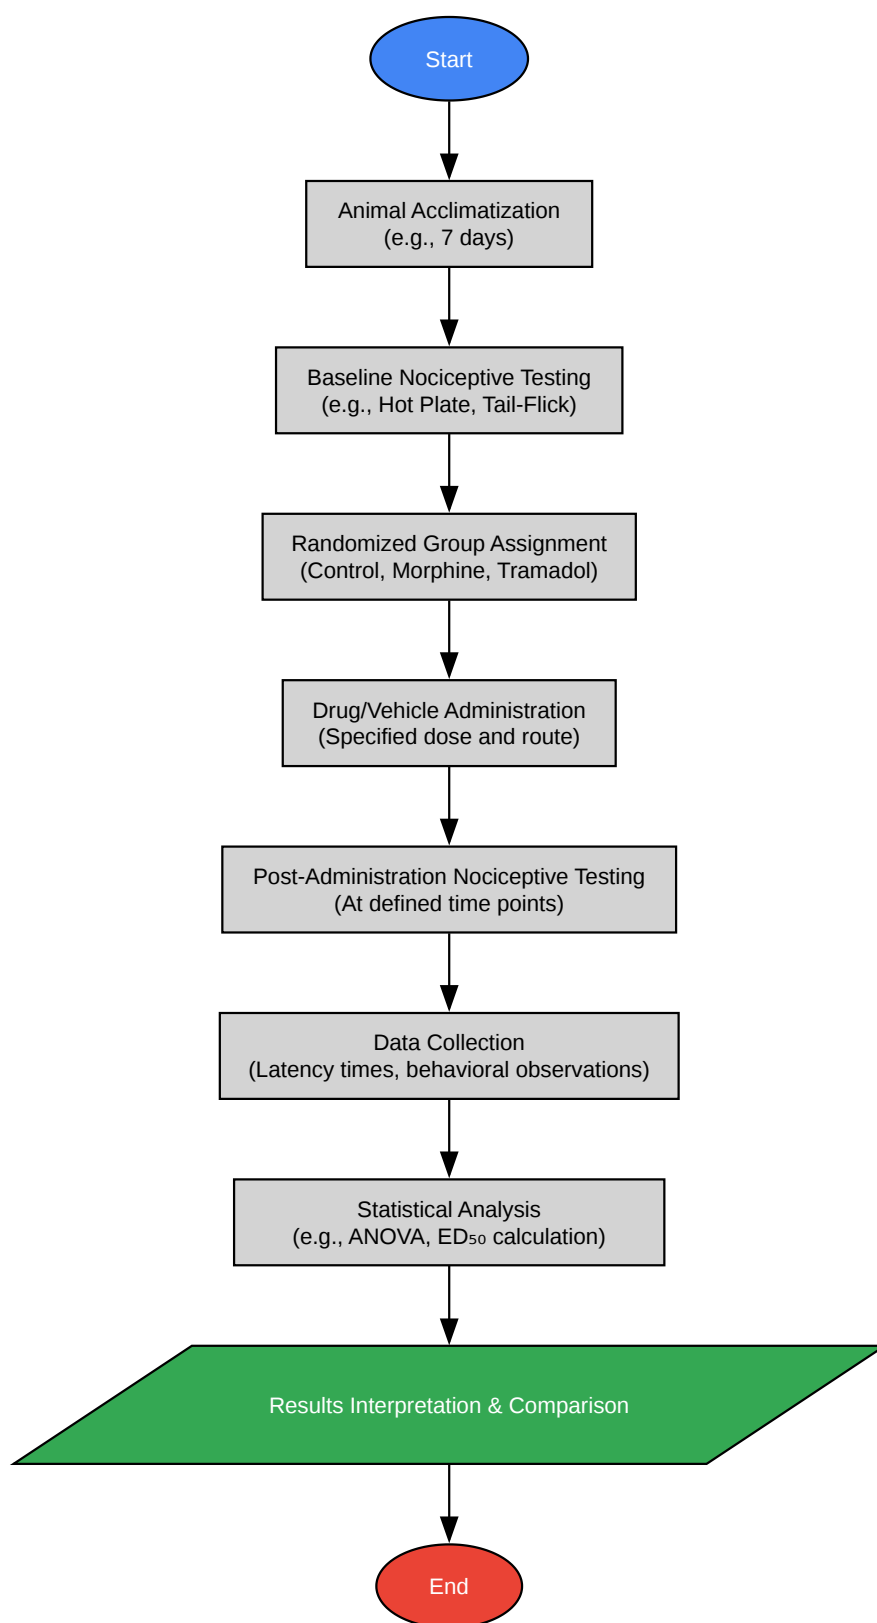 Start
Animal Acclimatization
(e.g., 7 days)
Baseline Nociceptive Testing
(e.g., Hot Plate, Tail-Flick)
Randomized Group Assignment
(Control, Morphine, Tramadol)
Drug/Vehicle Administration
(Specified dose and route)
Post-Administration Nociceptive Testing
(At defined time points)
Data Collection
(Latency times, behavioral observations)
Statistical Analysis
(e.g., ANOVA, ED₅₀ calculation)
Results Interpretation & Comparison
End